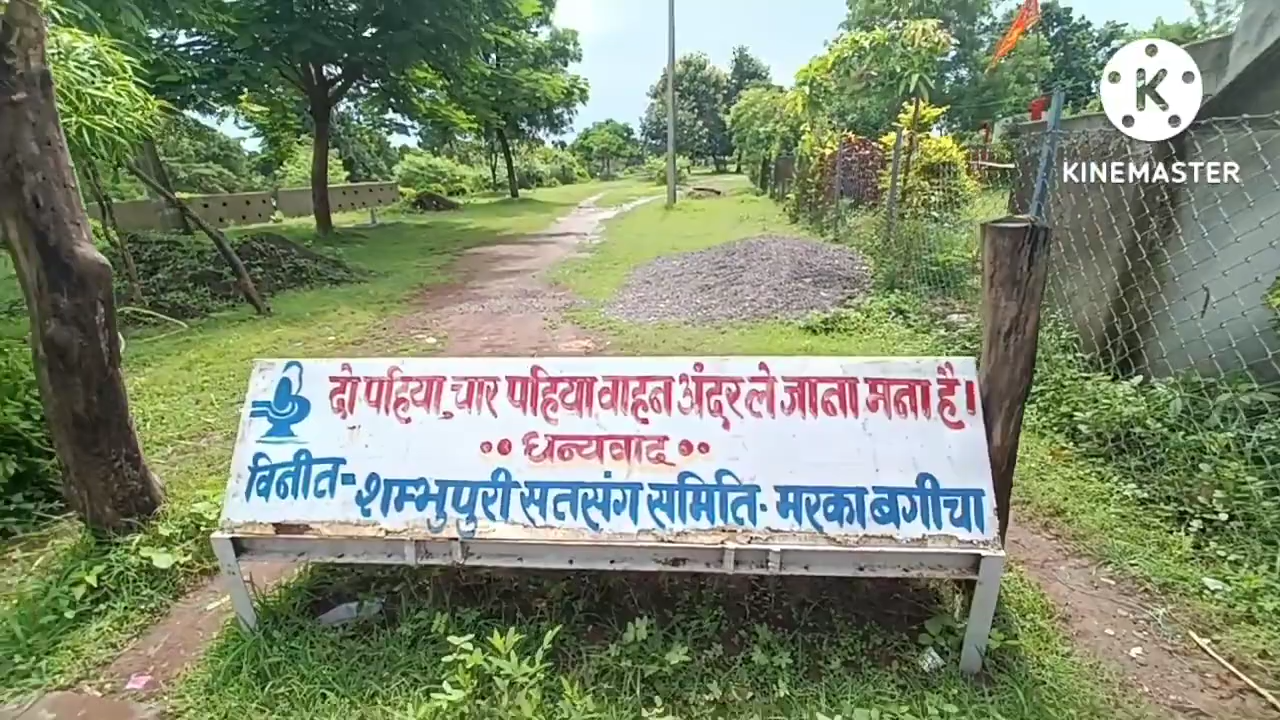 KINEMASTER
दो पहिया, चार पहिया वाहन अंदर ले जाना मना है।
•• धन्यवाद ••
विनीत- शम्भुपुरी सतसंग समिति - मरका बगीचा